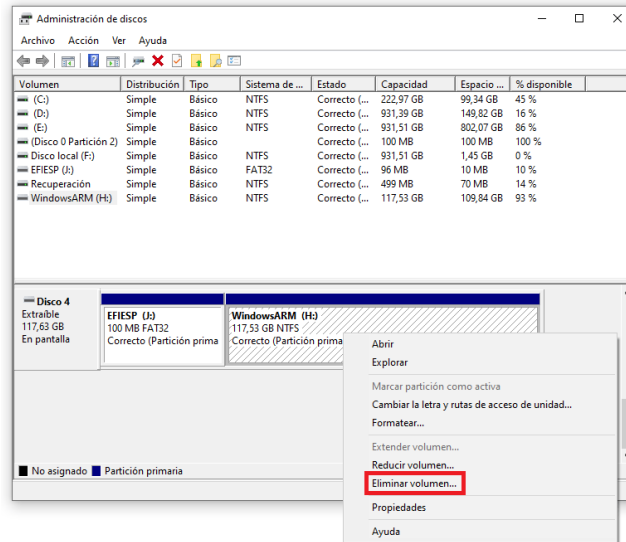 Administración de discos
Archivo Acción Ver Ayuda
Volumen Distribución Tipo Sistema de ... Estado Capacidad Espacio ... % disponible
(C:) Simple Básico NTFS Correcto (... 222,97 GB 99,34 GB 45 %
(D:) Simple Básico NTFS Correcto (... 931,39 GB 149,82 GB 16 %
(E:) Simple Básico NTFS Correcto (... 931,51 GB 802,07 GB 86 %
(Disco 0 Partición 2) Simple Básico Correcto (... 100 MB 100 MB 100 %
Disco local (F:) Simple Básico NTFS Correcto (... 931,51 GB 1,45 GB 0 %
EFIESP (J:) Simple Básico FAT32 Correcto (... 96 MB 10 MB 10 %
Recuperación Simple Básico NTFS Correcto (... 499 MB 70 MB 14 %
WindowsARM (H:) Simple Básico NTFS Correcto (... 117,53 GB 109,84 GB 93 %
Disco 4
Extraíble
117,63 GB
En pantalla
EFIESP (J:)
100 MB FAT32
Correcto (Partición prima
WindowsARM (H:)
117,53 GB NTFS
Correcto (Partición prima
Abrir
Explorar
Marcar partición como activa
Cambiar la letra y rutas de acceso de unidad...
Formatear...
Extender volumen...
Reducir volumen...
Eliminar volumen...
Propiedades
Ayuda
No asignado Partición primaria